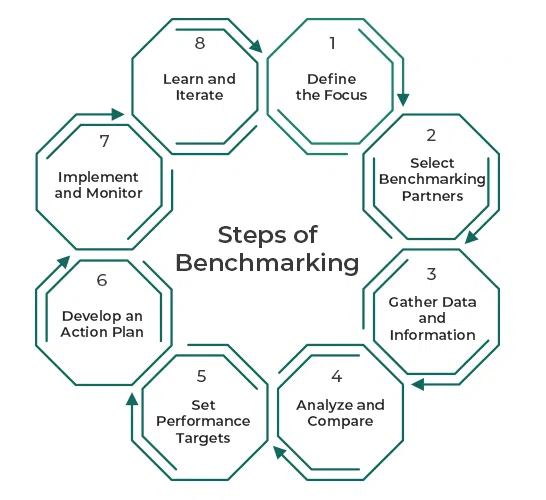 Steps of
Benchmarking
1
Define
the Focus
2
Select
Benchmarking
Partners
3
Gather Data
and
Information
4
Analyze and
Compare
5
Set
Performance
Targets
6
Develop an
Action Plan
7
Implement
and Monitor
8
Learn and
Iterate